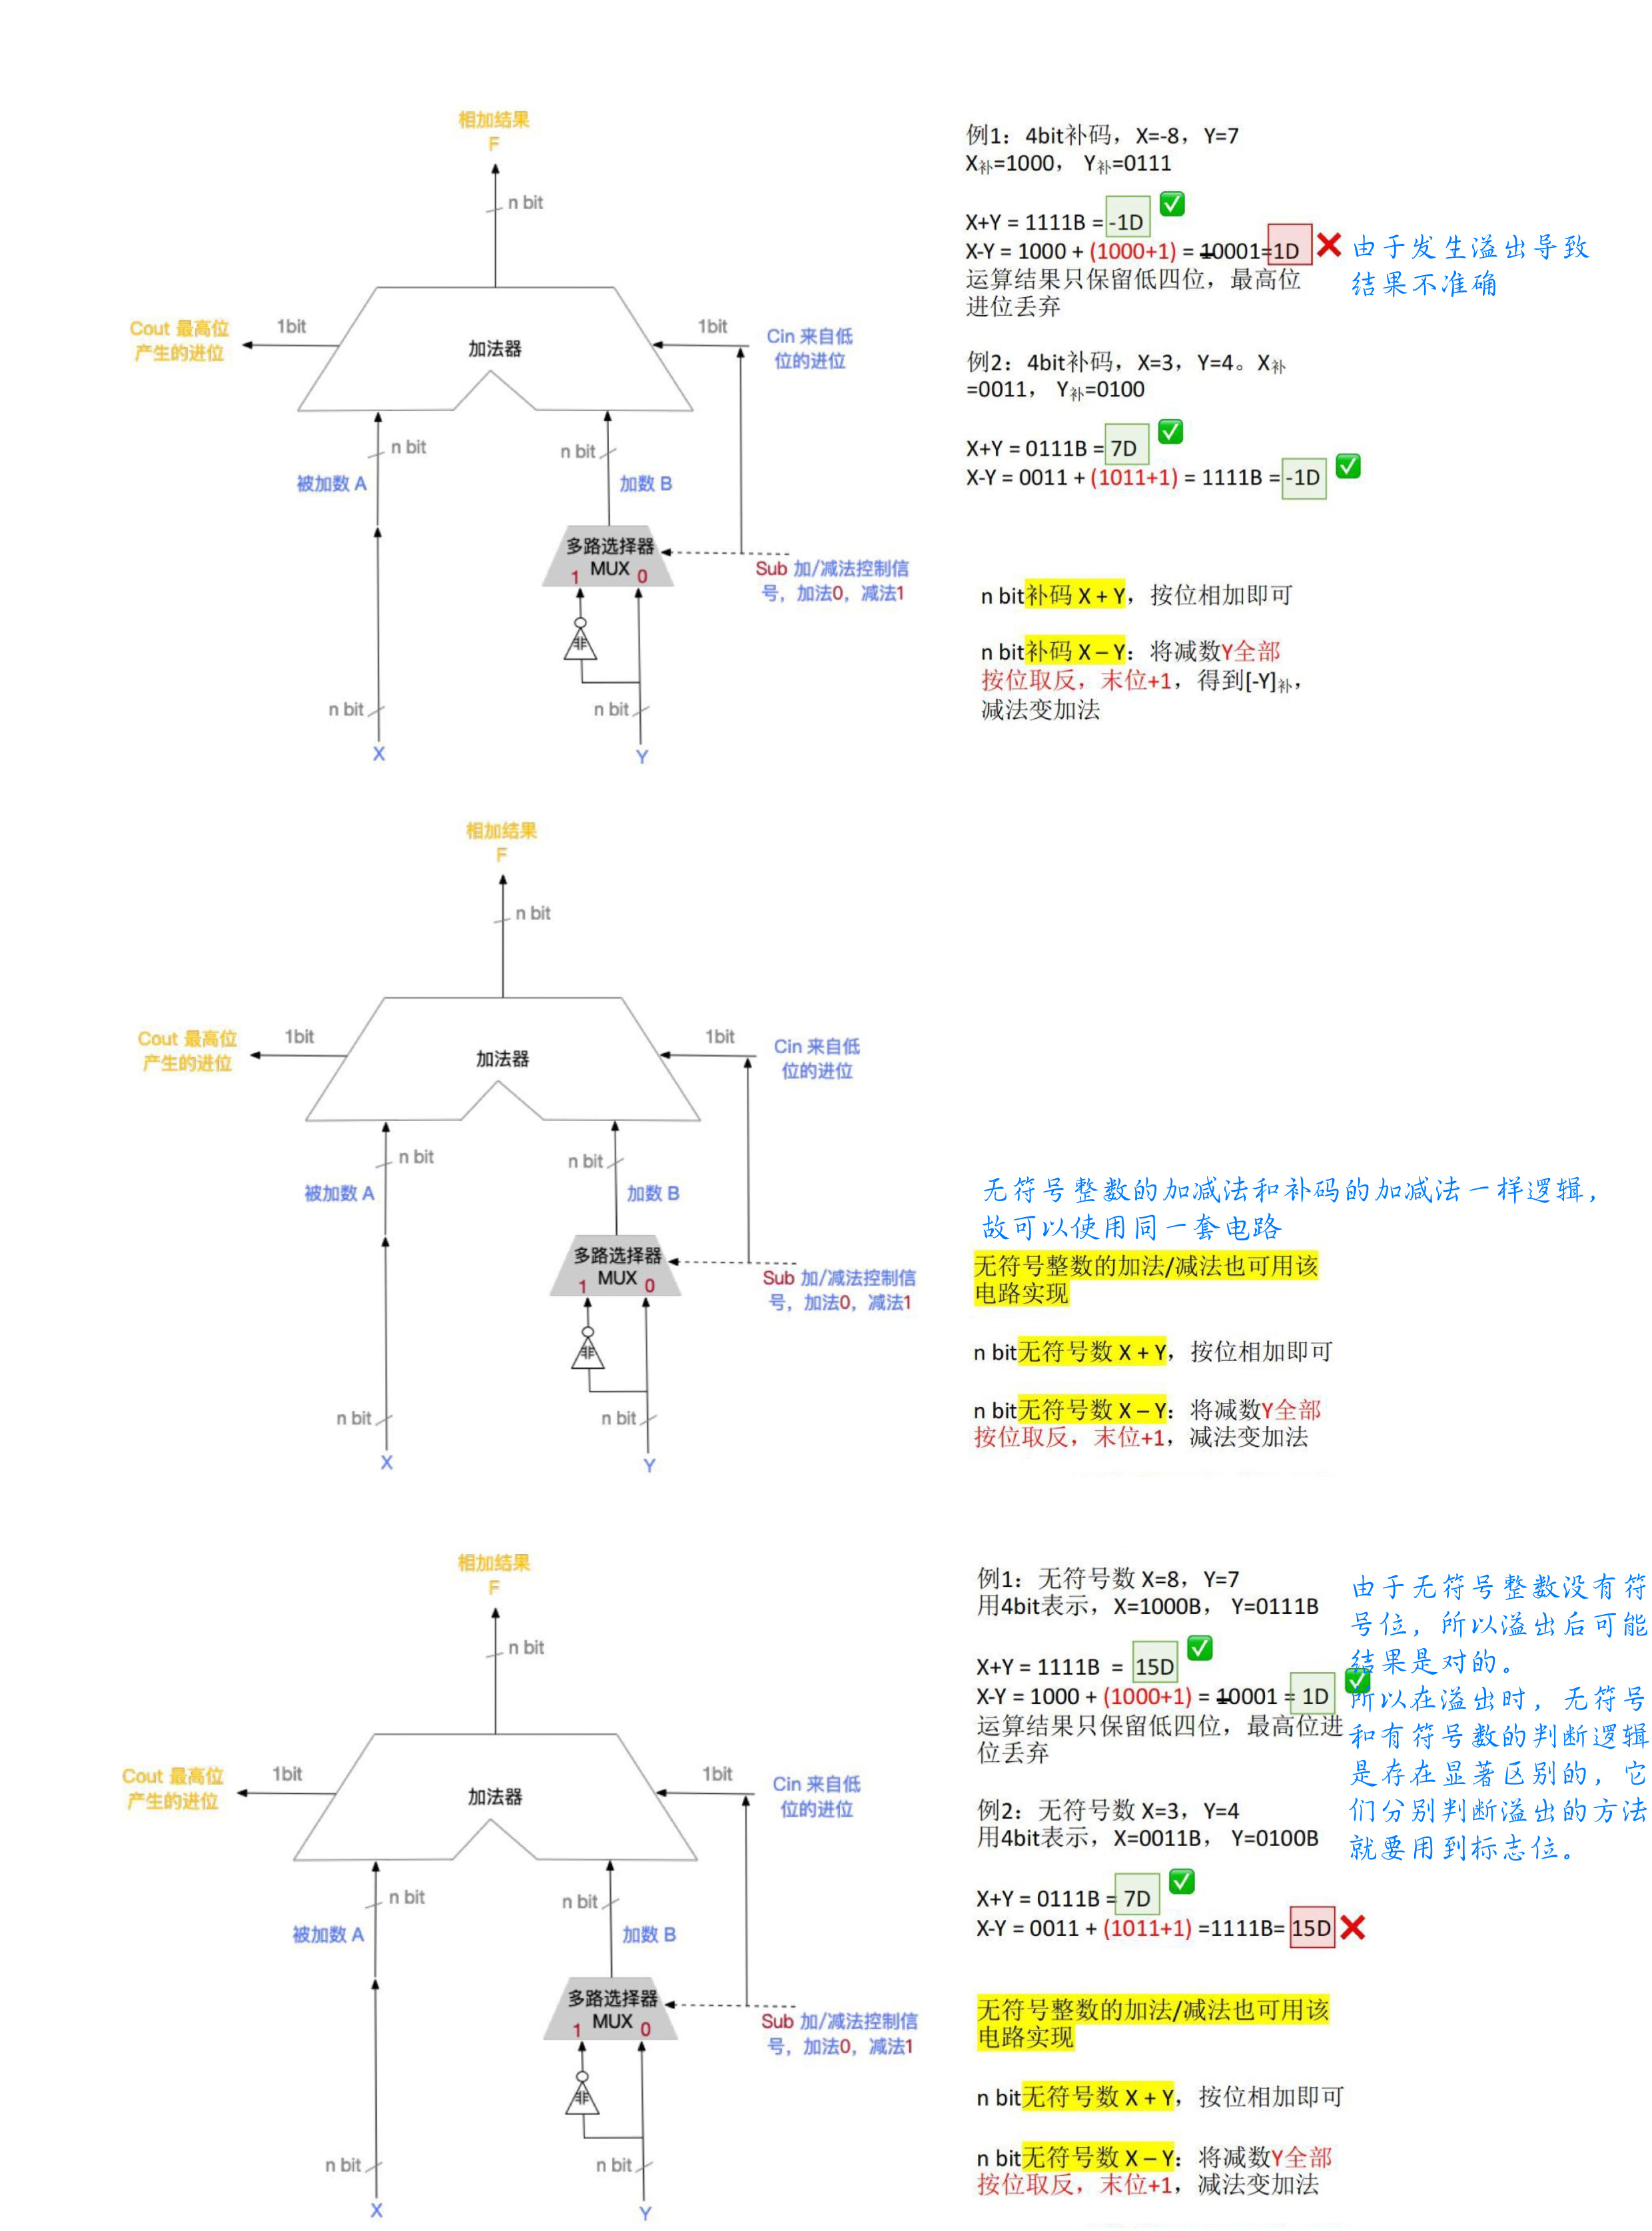 相加结果
F
n bit
Cout 最高位
产生的进位
1bit
加法器
1bit
Cin 来自低
位的进位
n bit
被加数 A
n bit
加数 B
多路选择器
1 MUX 0
Sub 加/减法控制信
号，加法0，减法1
非
n bit
n bit
X
Y
例1：4bit补码，X=-8，Y=7
X补=1000， Y补=0111
X+Y = 1111B = -1D
X-Y = 1000 + (1000+1) = 10001=1D
运算结果只保留低四位，最高位
进位丢弃
由于发生溢出导致
结果不准确
例2：4bit补码，X=3，Y=4。X补
=0011， Y补=0100
X+Y = 0111B = 7D
X-Y = 0011 + (1011+1) = 1111B = -1D
n bit补码 X + Y，按位相加即可
n bit补码 X – Y：将减数Y全部
按位取反，末位+1，得到[-Y]补，
减法变加法
相加结果
F
n bit
Cout 最高位
产生的进位
1bit
加法器
1bit
Cin 来自低
位的进位
n bit
被加数 A
n bit
加数 B
多路选择器
1 MUX 0
Sub 加/减法控制信
号，加法0，减法1
非
n bit
n bit
X
Y
无符号整数的加减法和补码的加减法一样逻辑，
故可以使用同一套电路
无符号整数的加法/减法也可用该
电路实现
n bit无符号数 X + Y，按位相加即可
n bit无符号数 X – Y：将减数Y全部
按位取反，末位+1，减法变加法
相加结果
F
n bit
Cout 最高位
产生的进位
1bit
加法器
1bit
Cin 来自低
位的进位
n bit
被加数 A
n bit
加数 B
多路选择器
1 MUX 0
Sub 加/减法控制信
号，加法0，减法1
非
n bit
n bit
X
Y
例1：无符号数 X=8，Y=7
用4bit表示，X=1000B， Y=0111B
X+Y = 1111B = 15D
X-Y = 1000 + (1000+1) = 10001 = 1D
运算结果只保留低四位，最高位进
位丢弃
由于无符号整数没有符
号位，所以溢出后可能
结果是对的。
所以在溢出时，无符号
和有符号数的判断逻辑
是存在显著区别的，它
们分别判断溢出的方法
就要用到标志位。
例2：无符号数 X=3，Y=4
用4bit表示，X=0011B， Y=0100B
X+Y = 0111B = 7D
X-Y = 0011 + (1011+1) =1111B= 15D
无符号整数的加法/减法也可用该
电路实现
n bit无符号数 X + Y，按位相加即可
n bit无符号数 X – Y：将减数Y全部
按位取反，末位+1，减法变加法